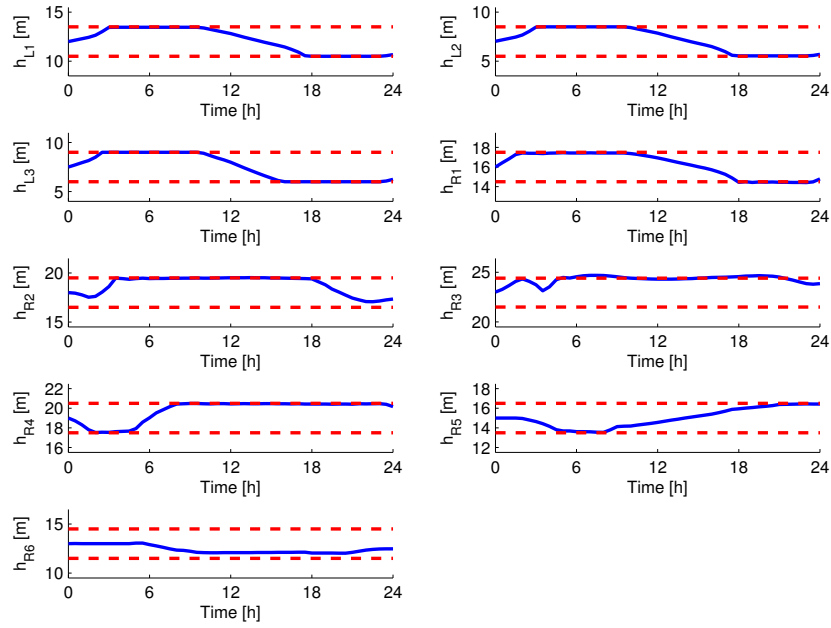 h_L1 [m]
15
10
0 6 12 18 24
Time [h]
h_L2 [m]
10
5
0 6 12 18 24
Time [h]
h_L3 [m]
10
5
0 6 12 18 24
Time [h]
h_R1 [m]
18
16
14
0 6 12 18 24
Time [h]
h_R2 [m]
20
15
0 6 12 18 24
Time [h]
h_R3 [m]
25
20
0 6 12 18 24
Time [h]
h_R4 [m]
22
20
18
16
0 6 12 18 24
Time [h]
h_R5 [m]
18
16
14
12
0 6 12 18 24
Time [h]
h_R6 [m]
15
10
0 6 12 18 24
Time [h]